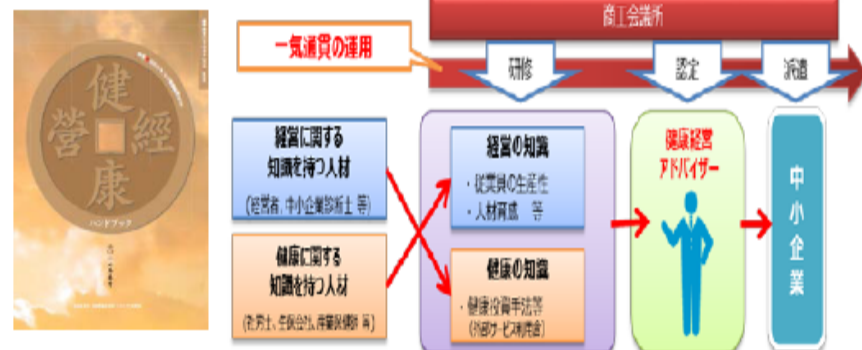 健
營 經
康
ハンドブック
商工会議所
一気通貫の運用
研修
認定
派遣
経営に関する
知識を持つ人材
(経営者、中小企業診断士 等)
健康に関する
知識を持つ人材
(社労士、生保会社、産業保健師 等)
経営の知識
・従業員の生産性
・人材育成 等
健康の知識
・健康投資手法等
(外部サービス利用含)
健康経営
アドバイザー
中小企業